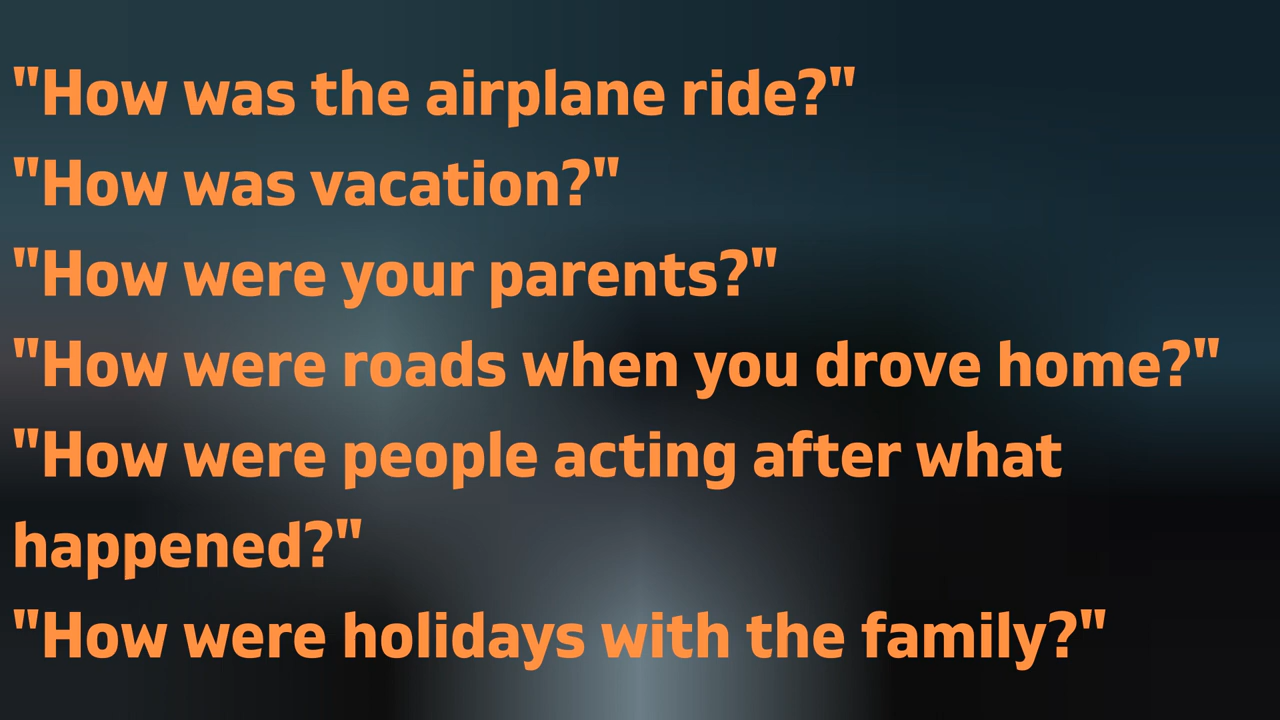 "How was the airplane ride?"
"How was vacation?"
"How were your parents?"
"How were roads when you drove home?"
"How were people acting after what
happened?"
"How were holidays with the family?"